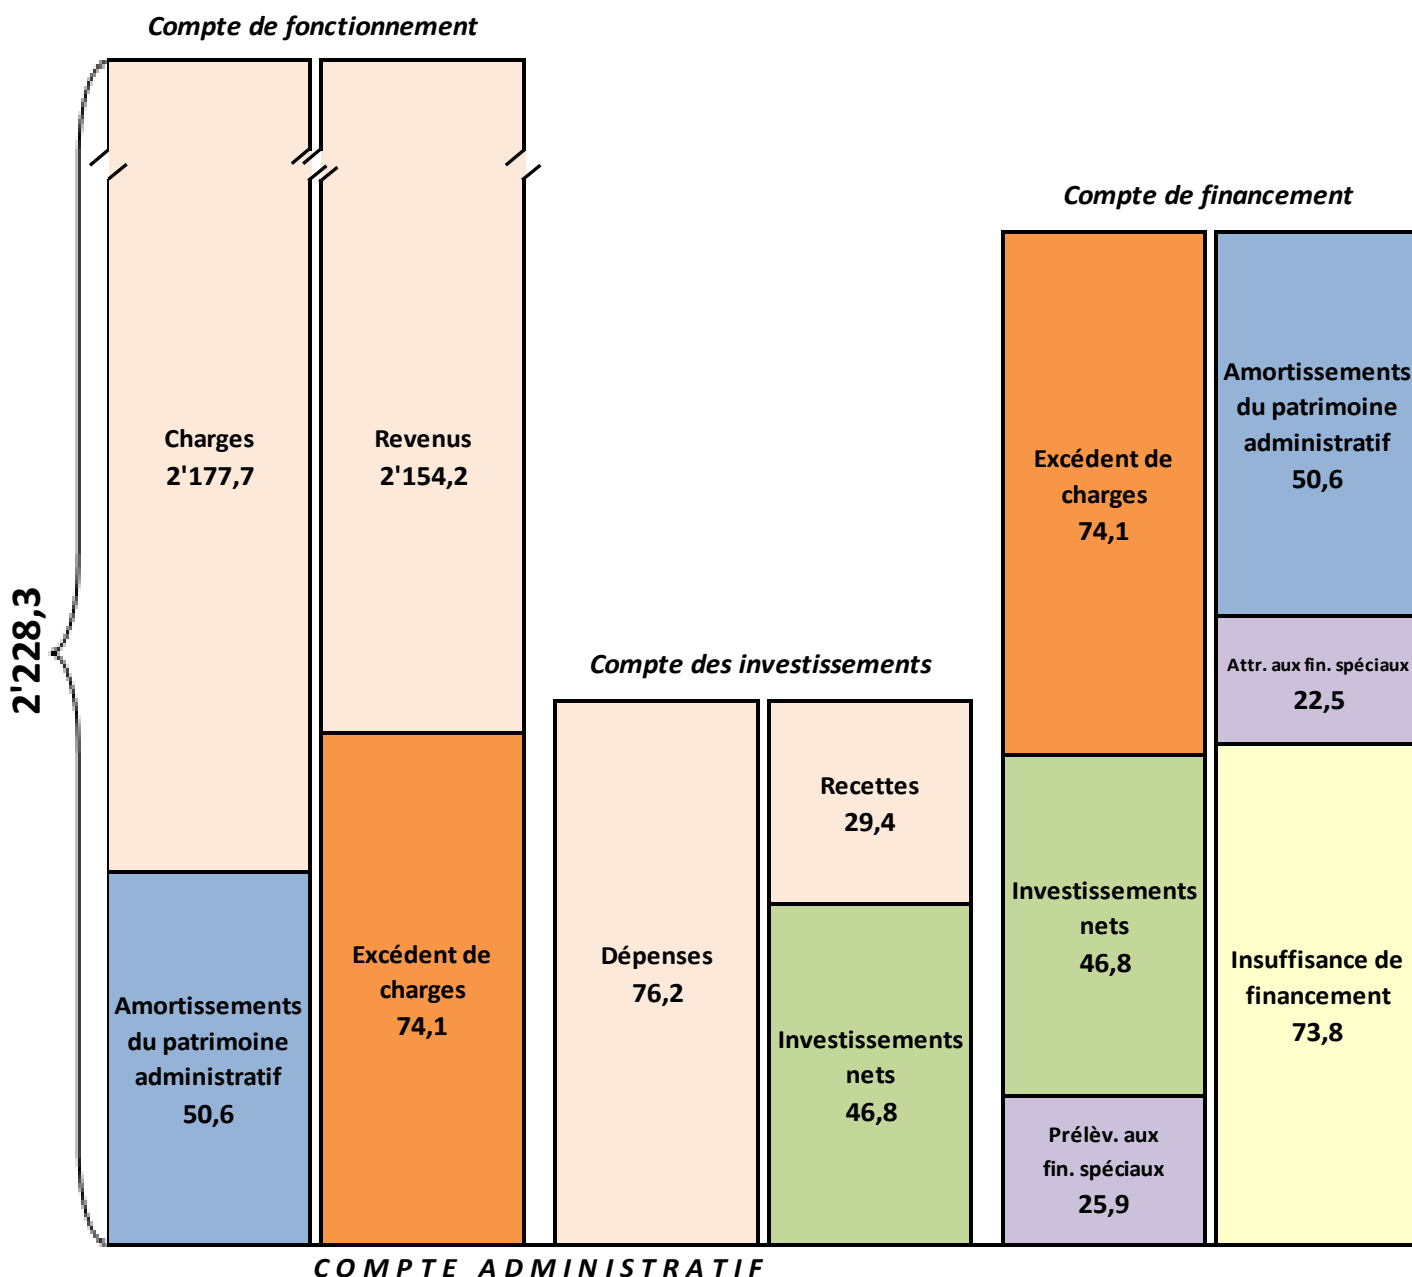 Compte de fonctionnement
2'228,3
Charges
2'177,7
Amortissements
du patrimoine
administratif
50,6
Revenus
2'154,2
Excédent de
charges
74,1
Compte des investissements
Dépenses
76,2
Recettes
29,4
Investissements
nets
46,8
Compte de financement
Excédent de
charges
74,1
Investissements
nets
46,8
Prélèv. aux
fin. spéciaux
25,9
Amortissements
du patrimoine
administratif
50,6
Attr. aux fin. spéciaux
22,5
Insuffisance de
financement
73,8
COMPTE ADMINISTRATIF